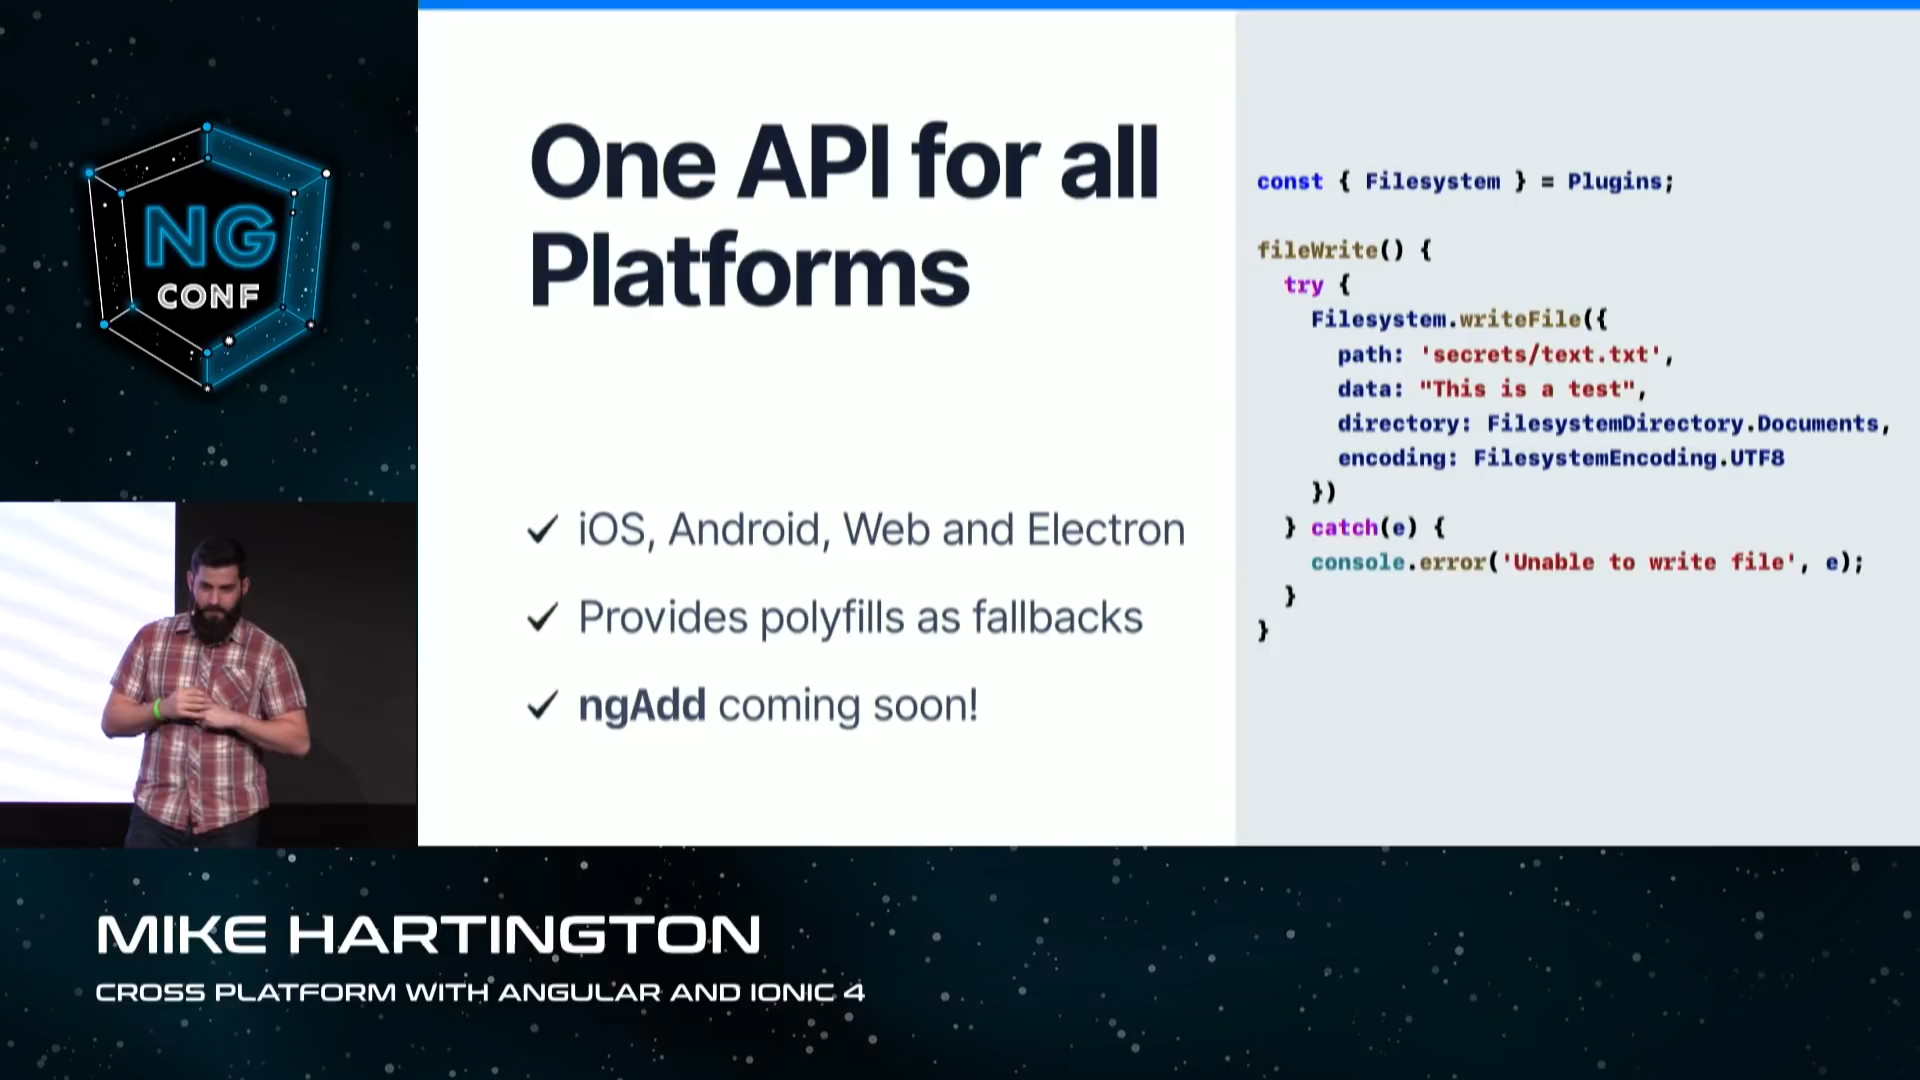 NG
CONF
One API for all
Platforms
✓ iOS, Android, Web and Electron
✓ Provides polyfills as fallbacks
✓ ngAdd coming soon!
const { Filesystem } = Plugins;
fileWrite() {
  try {
    Filesystem.writeFile({
      path: 'secrets/text.txt',
      data: "This is a test",
      directory: FilesystemDirectory.Documents,
      encoding: FilesystemEncoding.UTF8
    })
  } catch(e) {
    console.error('Unable to write file', e);
  }
}
MIKE HARTINGTON
CROSS PLATFORM WITH ANGULAR AND IONIC 4